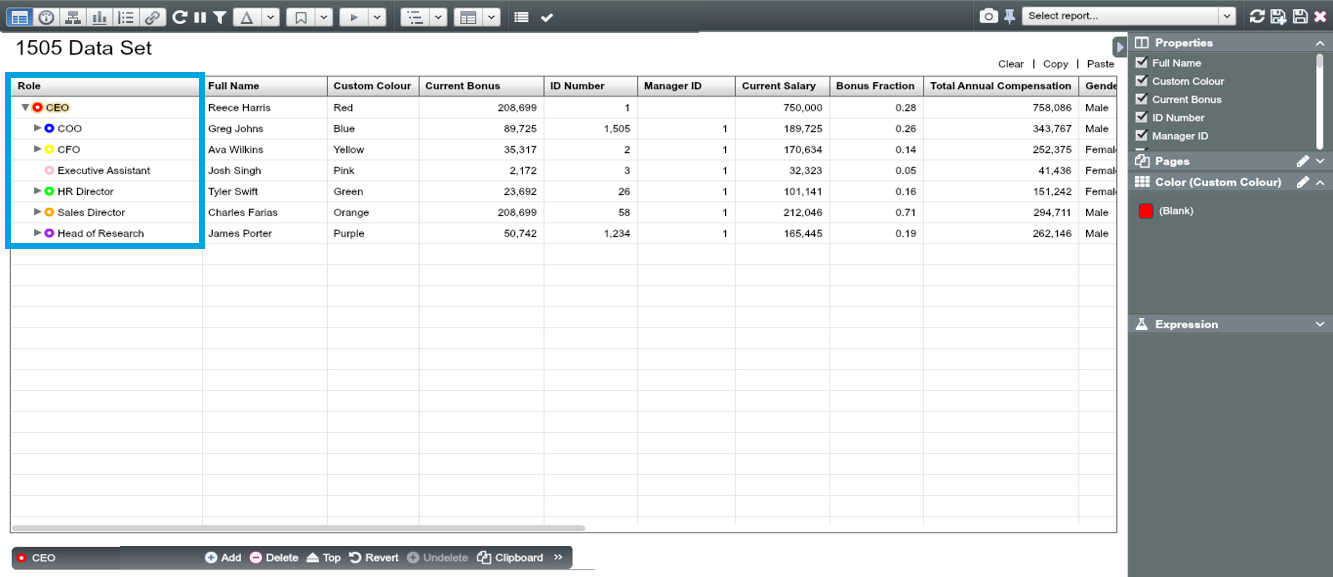 Select report...
1505 Data Set
Clear | Copy | Paste
Role Full Name Custom Colour Current Bonus ID Number Manager ID Current Salary Bonus Fraction Total Annual Compensation Gende
CEO Reece Harris Red 208,699 1 750,000 0.28 758,086 Male
COO Greg Johns Blue 89,725 1,505 1 189,725 0.26 343,767 Male
CFO Ava Wilkins Yellow 35,317 2 1 170,634 0.14 252,375 Femal
Executive Assistant Josh Singh Pink 2,172 3 1 32,323 0.05 41,436 Femal
HR Director Tyler Swift Green 23,692 26 1 101,141 0.16 151,242 Femal
Sales Director Charles Farias Orange 208,699 58 1 212,046 0.71 294,711 Male
Head of Research James Porter Purple 50,742 1,234 1 165,445 0.19 262,146 Male
CEO Add Delete Top Revert Undelete Clipboard »
Properties
Full Name
Custom Colour
Current Bonus
ID Number
Manager ID
Pages
Color (Custom Colour)
(Blank)
Expression